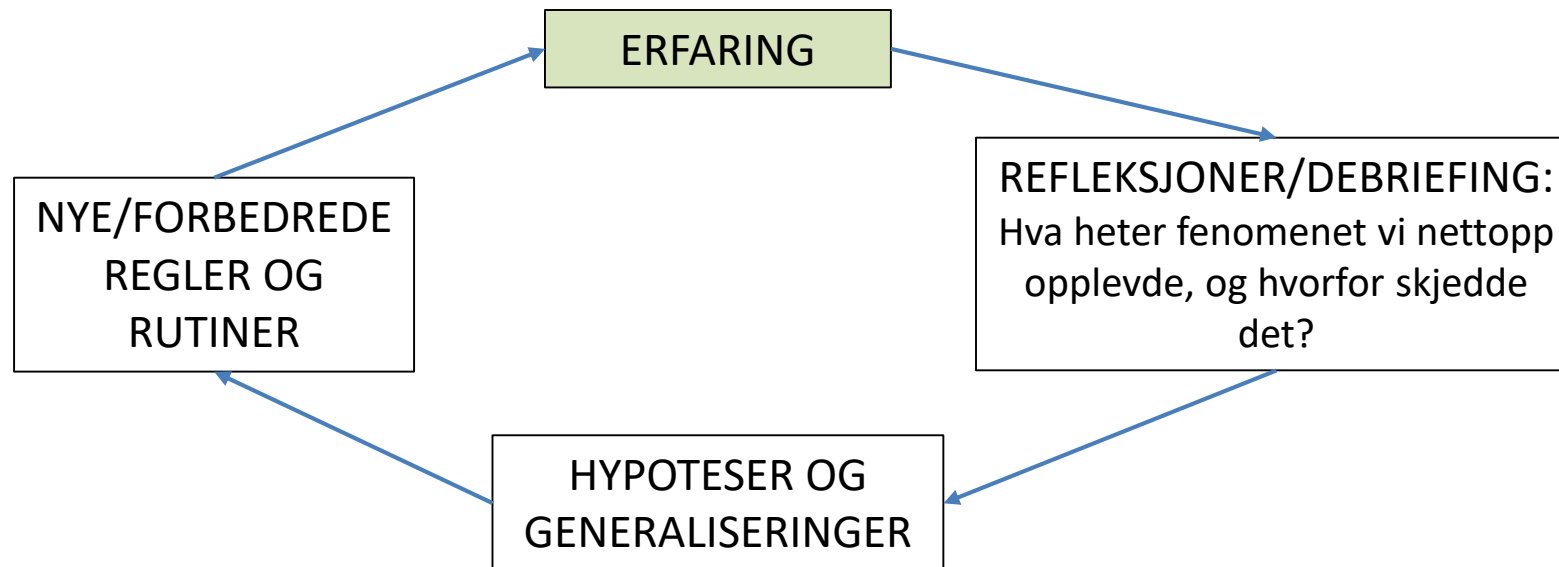 ERFARING
REFLEKSJONER/DEBRIEFING:
Hva heter fenomenet vi nettopp
opplevde, og hvorfor skjedde
det?
HYPOTESER OG
GENERALISERINGER
NYE/FORBEDREDE
REGLER OG
RUTINER